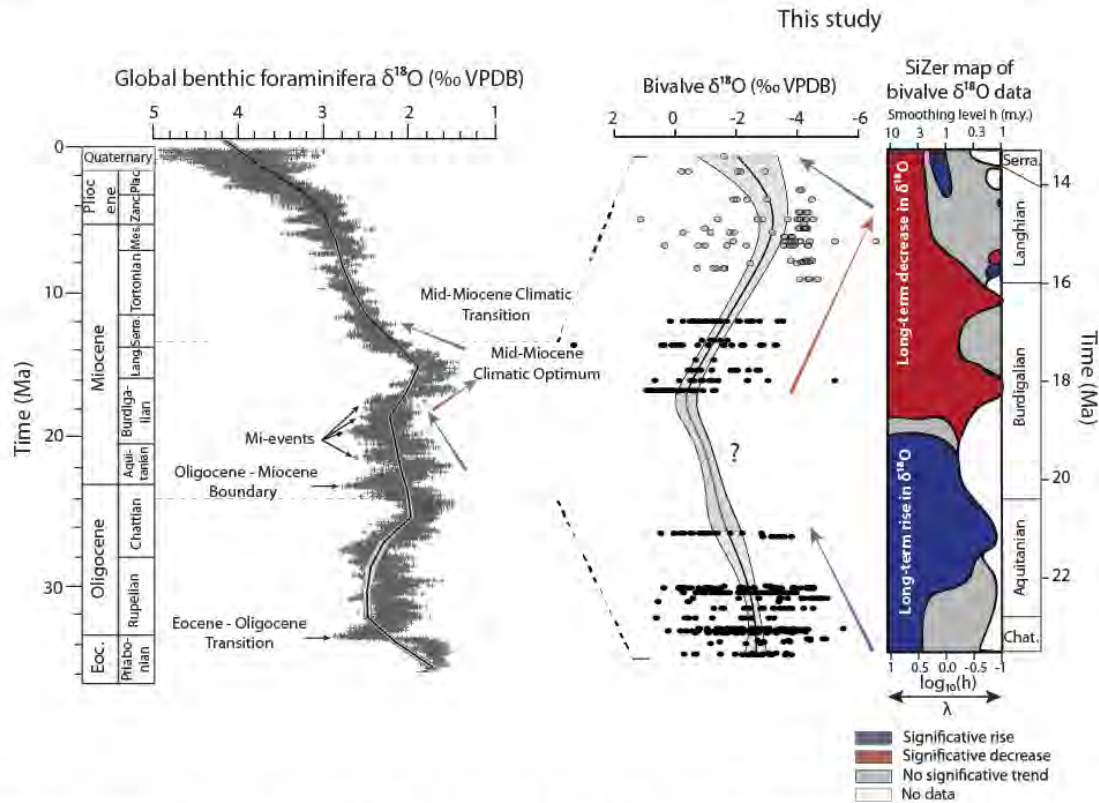 This study
Global benthic foraminifera δ¹⁸O (‰ VPDB)
5 4 3 2 1
Time (Ma)
0
10
20
30
Quaternary
Plioc
ene
Plac.
Zanc.
Miocene
Mes.
Tortonian
Serra.
Lang.
Burdiga-
lian
Aqui-
tanian
Oligocene
Chattian
Rupelian
Eoc.
Priabo-
nian
Mid-Miocene Climatic
Transition
Mid-Miocene
Climatic Optimum
Mi-events
Oligocene - Miocene
Boundary
Eocene - Oligocene
Transition
Bivalve δ¹⁸O (‰ VPDB)
2 0 -2 -4 -6
?
SiZer map of
bivalve δ¹⁸O data
Smoothing level h (m.y.)
10 3 1 0.3 1
Long-term decrease in δ¹⁸O
Long-term rise in δ¹⁸O
Serra.
Langhian
Burdigalian
Aquitanian
Chat.
14
16
18
20
22
Time (Ma)
1 0.5 0.0 -0.5 -1
log₁₀(h)
λ
Significative rise
Significative decrease
No significative trend
No data